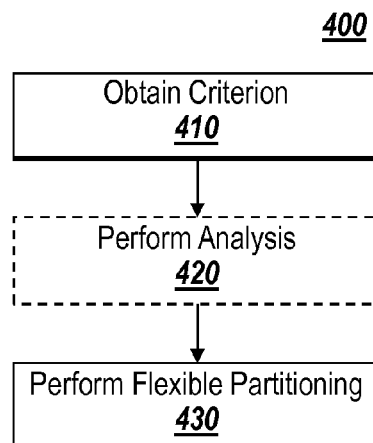 400
Obtain Criterion
410
Perform Analysis
420
Perform Flexible Partitioning
430